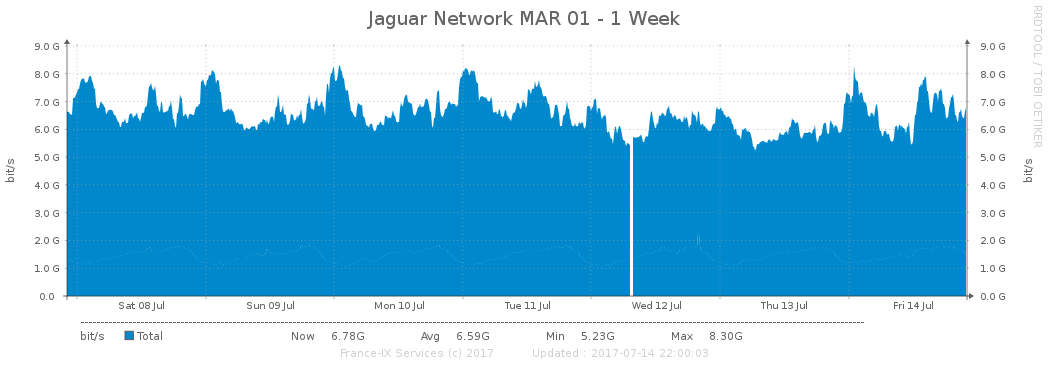 Jaguar Network MAR 01 - 1 Week
RRDTOOL / TOBI OETIKER
9.0 G 9.0 G
8.0 G 8.0 G
7.0 G 7.0 G
6.0 G 6.0 G
5.0 G 5.0 G
4.0 G 4.0 G
3.0 G 3.0 G
2.0 G 2.0 G
1.0 G 1.0 G
0.0 0.0 G
bit/s bit/s
Sat 08 Jul Sun 09 Jul Mon 10 Jul Tue 11 Jul Wed 12 Jul Thu 13 Jul Fri 14 Jul
bit/s Total Now 6.78G Avg 6.59G Min 5.23G Max 8.30G
France-IX Services (c) 2017 Updated : 2017-07-14 22:00:03